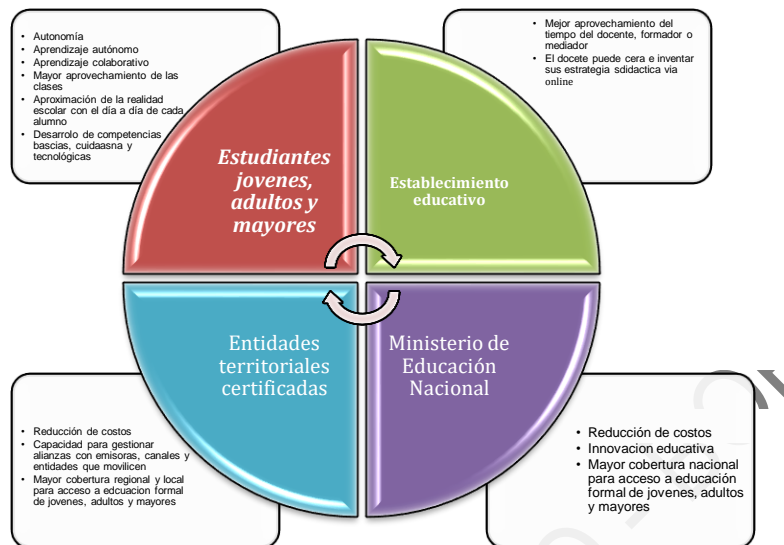 • Autonomía
• Aprendizaje autónomo
• Aprendizaje colaborativo
• Mayor aprovechamiento de las
clases
• Aproximación de la realidad
escolar con el día a día de cada
alumno
• Desarrolo de competencias
bascias, cuidaasna y
tecnológicas
• Mejor aprovechamiento del
tiempo del docente, formador o
mediador
• El docete puede cera e inventar
sus estrategia sdidactica via
online
Estudiantes
jovenes,
adultos y
mayores
Establecimiento
educativo
Entidades
territoriales
certificadas
Ministerio de
Educación
Nacional
• Reducción de costos
• Capacidad para gestionar
alianzas con emisoras, canales y
entidades que movilicen
• Mayor cobertura regional y local
para acceso a edcuacion formal
de jovenes, adultos y mayores
• Reducción de costos
• Innovacion educativa
• Mayor cobertura nacional
para acceso a educación
formal de jovenes, adultos
y mayores